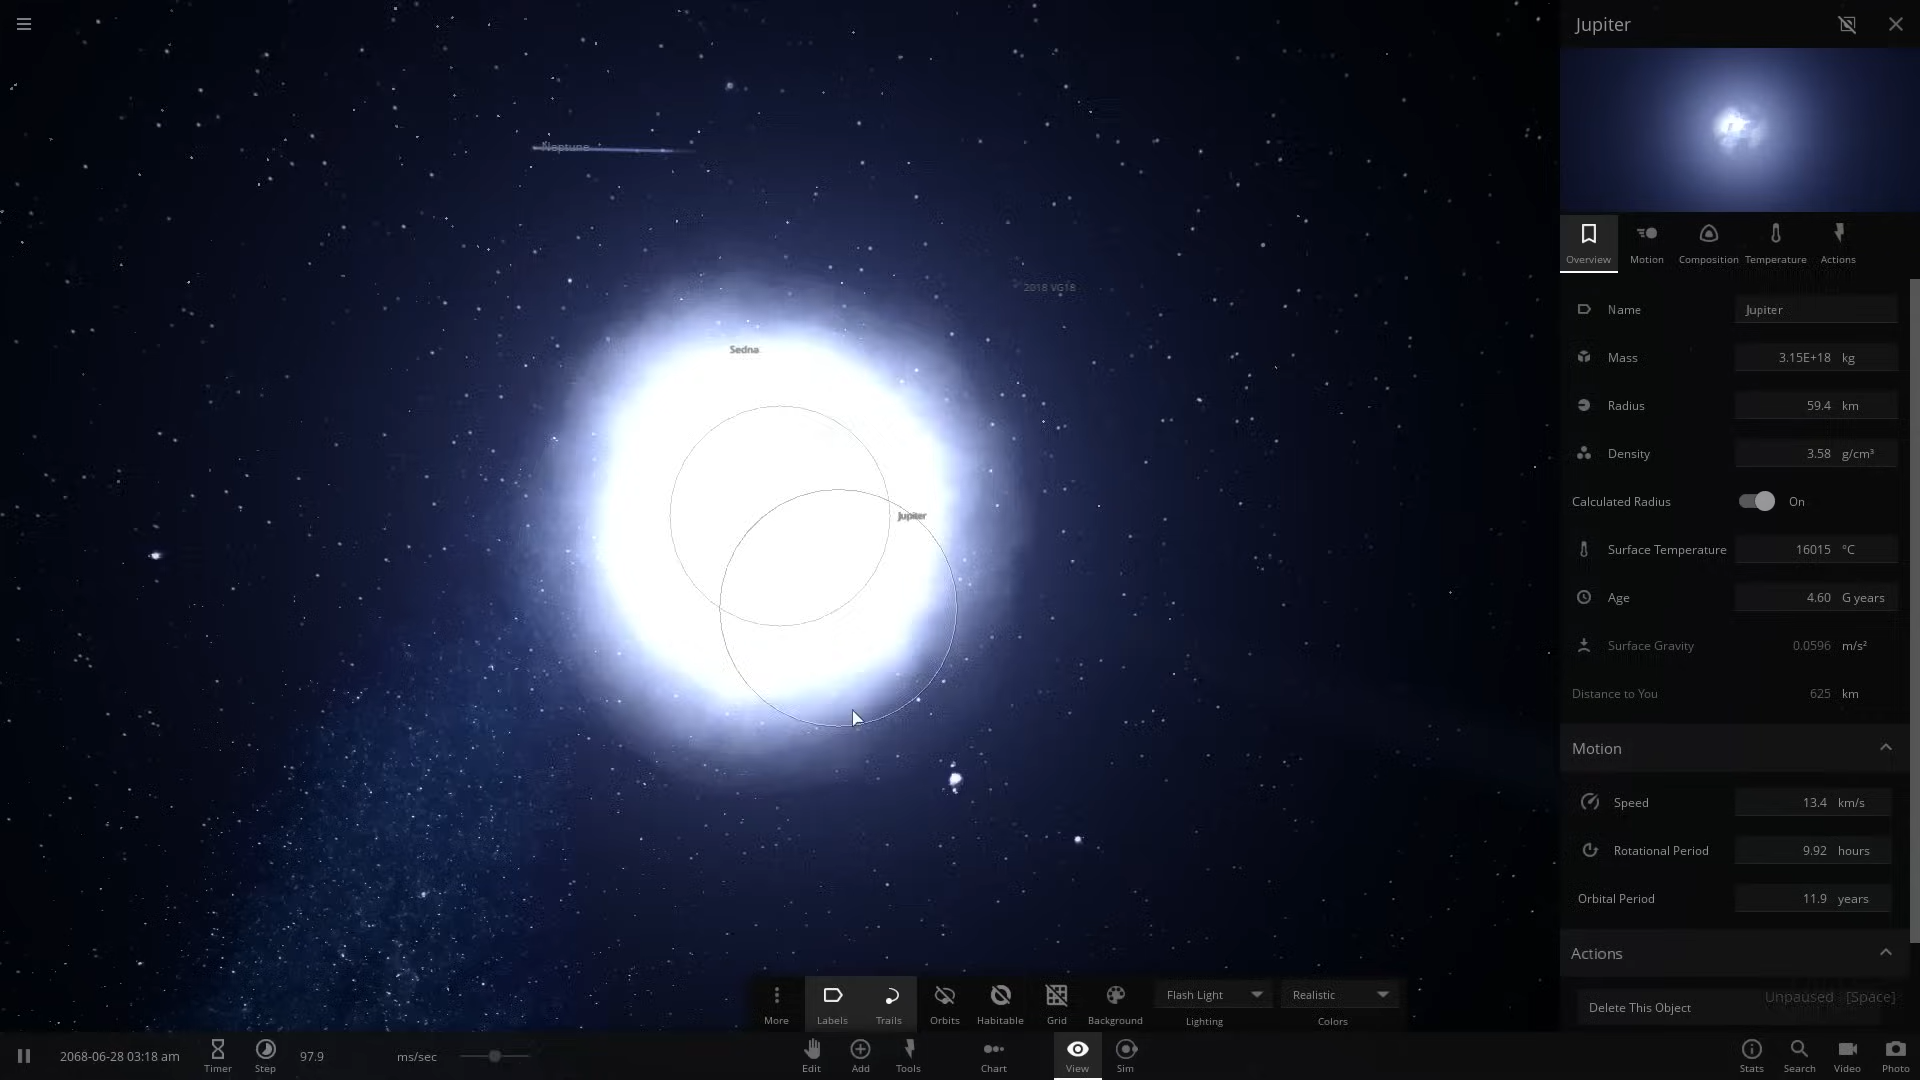 Jupiter
Neptune
2018 VG18
Sedna
Jupiter
Overview
Motion
Composition
Temperature
Actions
Name Jupiter
Mass 3.15E+18 kg
Radius 59.4 km
Density 3.58 g/cm³
Calculated Radius On
Surface Temperature 16015 °C
Age 4.60 G years
Surface Gravity 0.0596 m/s²
Distance to You 625 km
Motion
Speed 13.4 km/s
Rotational Period 9.92 hours
Orbital Period 11.9 years
Actions
Delete This Object
Unpaused [Space]
Flash Light Realistic
More Labels Trails Orbits Habitable Grid Background Lighting Colors
2068-06-28 03:18 am Timer Step 97.9 ms/sec
Edit Add Tools Chart View Sim
Stats Search Video Photo